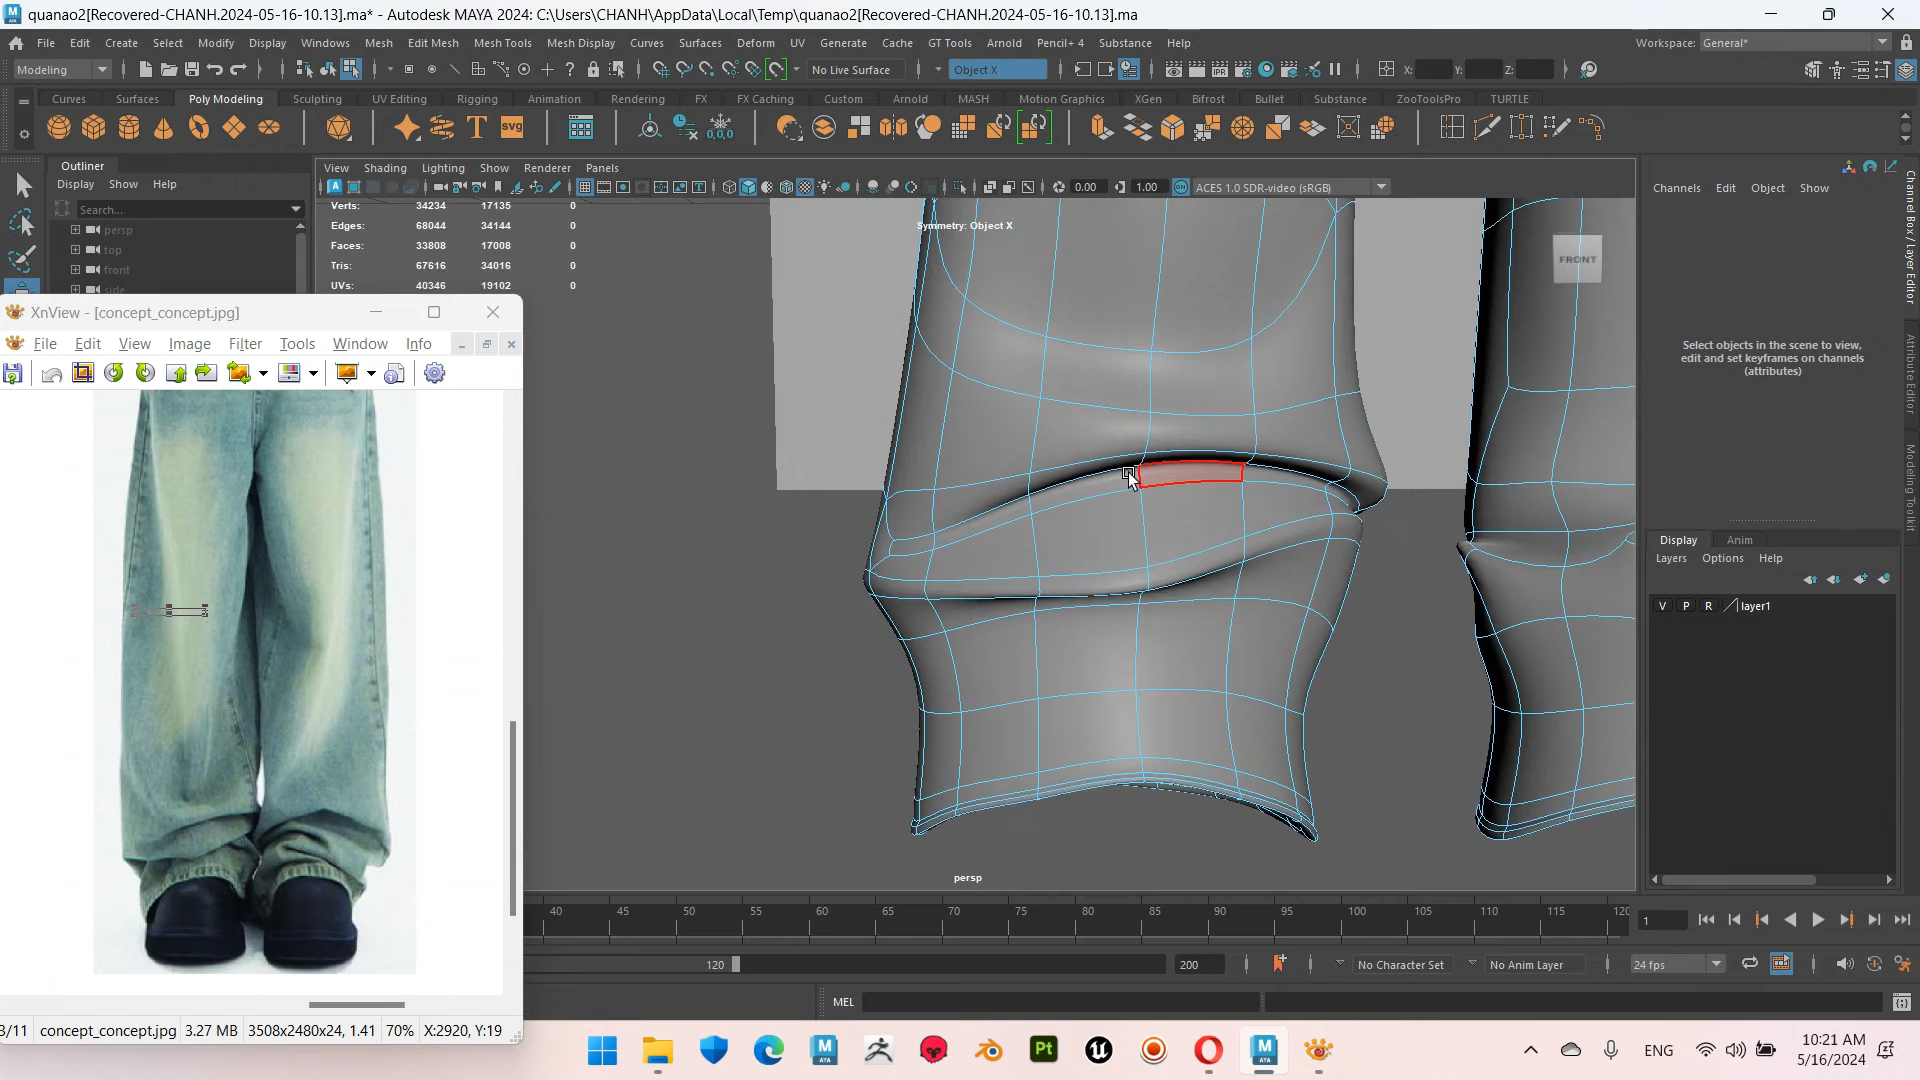 quanao2[Recovered-CHANH.2024-05-16-10.13].ma* - Autodesk MAYA 2024: C:\Users\CHANH\AppData\Local\Temp\quanao2[Recovered-CHANH.2024-05-16-10.13].ma
File Edit Create Select Modify Display Windows Mesh Edit Mesh Mesh Tools Mesh Display Curves Surfaces Deform UV Generate Cache GT Tools Arnold Pencil+ 4 Substance Help Workspace: General*
Modeling No Live Surface Object X X: Y: Z:
Curves Surfaces Poly Modeling Sculpting UV Editing Rigging Animation Rendering FX FX Caching Custom Arnold MASH Motion Graphics XGen Bifrost Bullet Substance ZooToolsPro TURTLE
Outliner
Display Show Help
Search...
persp
top
front
side
View Shading Lighting Show Renderer Panels
0.00 1.00 ACES 1.0 SDR-video (sRGB)
Verts: 34234 17135 0
Edges: 68044 34144 0
Faces: 33808 17008 0
Tris: 67616 34016 0
UVs: 40346 19102 0
Symmetry: Object X
FRONT
persp
Channels Edit Object Show
Select objects in the scene to view,
edit and set keyframes on channels
(attributes)
Channel Box / Layer Editor
Attribute Editor
Modeling Toolkit
Display Anim
Layers Options Help
V P R layer1
XnView - [concept_concept.jpg]
File Edit View Image Filter Tools Window Info
3/11 concept_concept.jpg 3.27 MB 3508x2480x24, 1.41 70% X:2920, Y:19
40 45 50 55 60 65 70 75 80 85 90 95 100 105 110 115 120
1
120 200 No Character Set No Anim Layer 24 fps
MEL
ENG 10:21 AM
5/16/2024